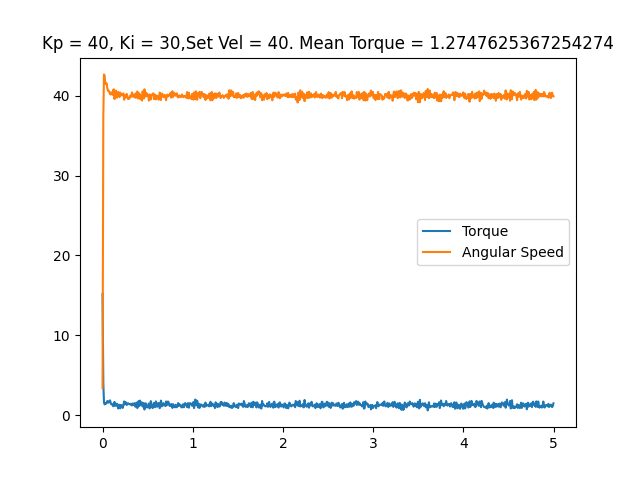 Kp = 40, Ki = 30,Set Vel = 40. Mean Torque = 1.2747625367254274
40
30
20
10
0
Torque
Angular Speed
0 1 2 3 4 5